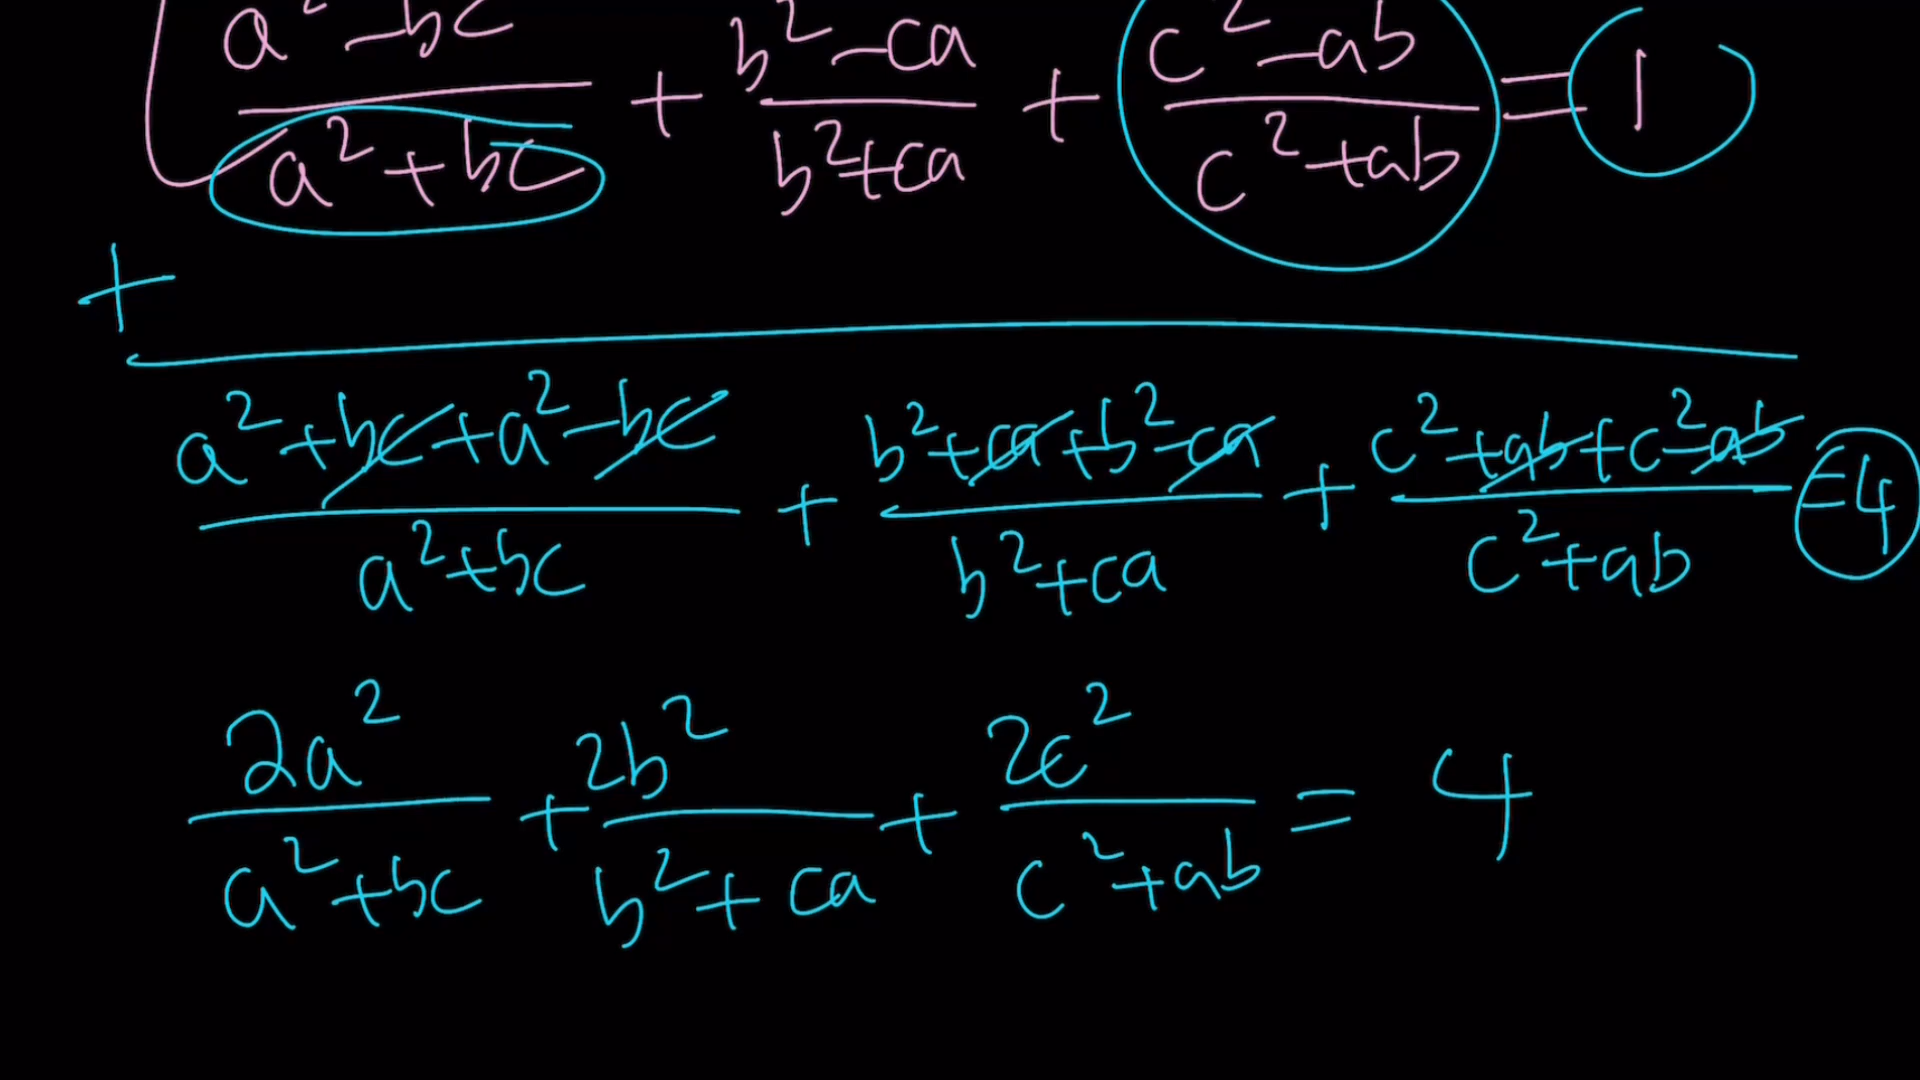 a²-bc/a²+bc + b²-ca/b²+ca + c²-ab/c²+ab = 1
+
a²+bc+a²-bc/a²+bc + b²+ca+b²-ca/b²+ca + c²+ab+c²-ab/c²+ab = 4
2a²/a²+bc + 2b²/b²+ca + 2c²/c²+ab = 4